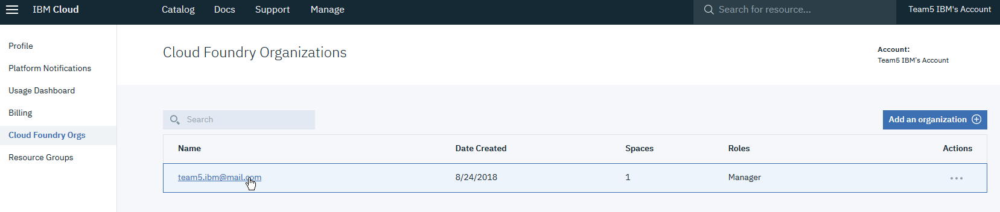 IBM Cloud Catalog Docs Support Manage Search for resource... Team5 IBM's Account
Profile
Platform Notifications
Usage Dashboard
Billing
Cloud Foundry Orgs
Resource Groups
Cloud Foundry Organizations
Account:
Team5 IBM's Account
Search
Add an organization
Name Date Created Spaces Roles Actions
team5.ibm@mail.com 8/24/2018 1 Manager